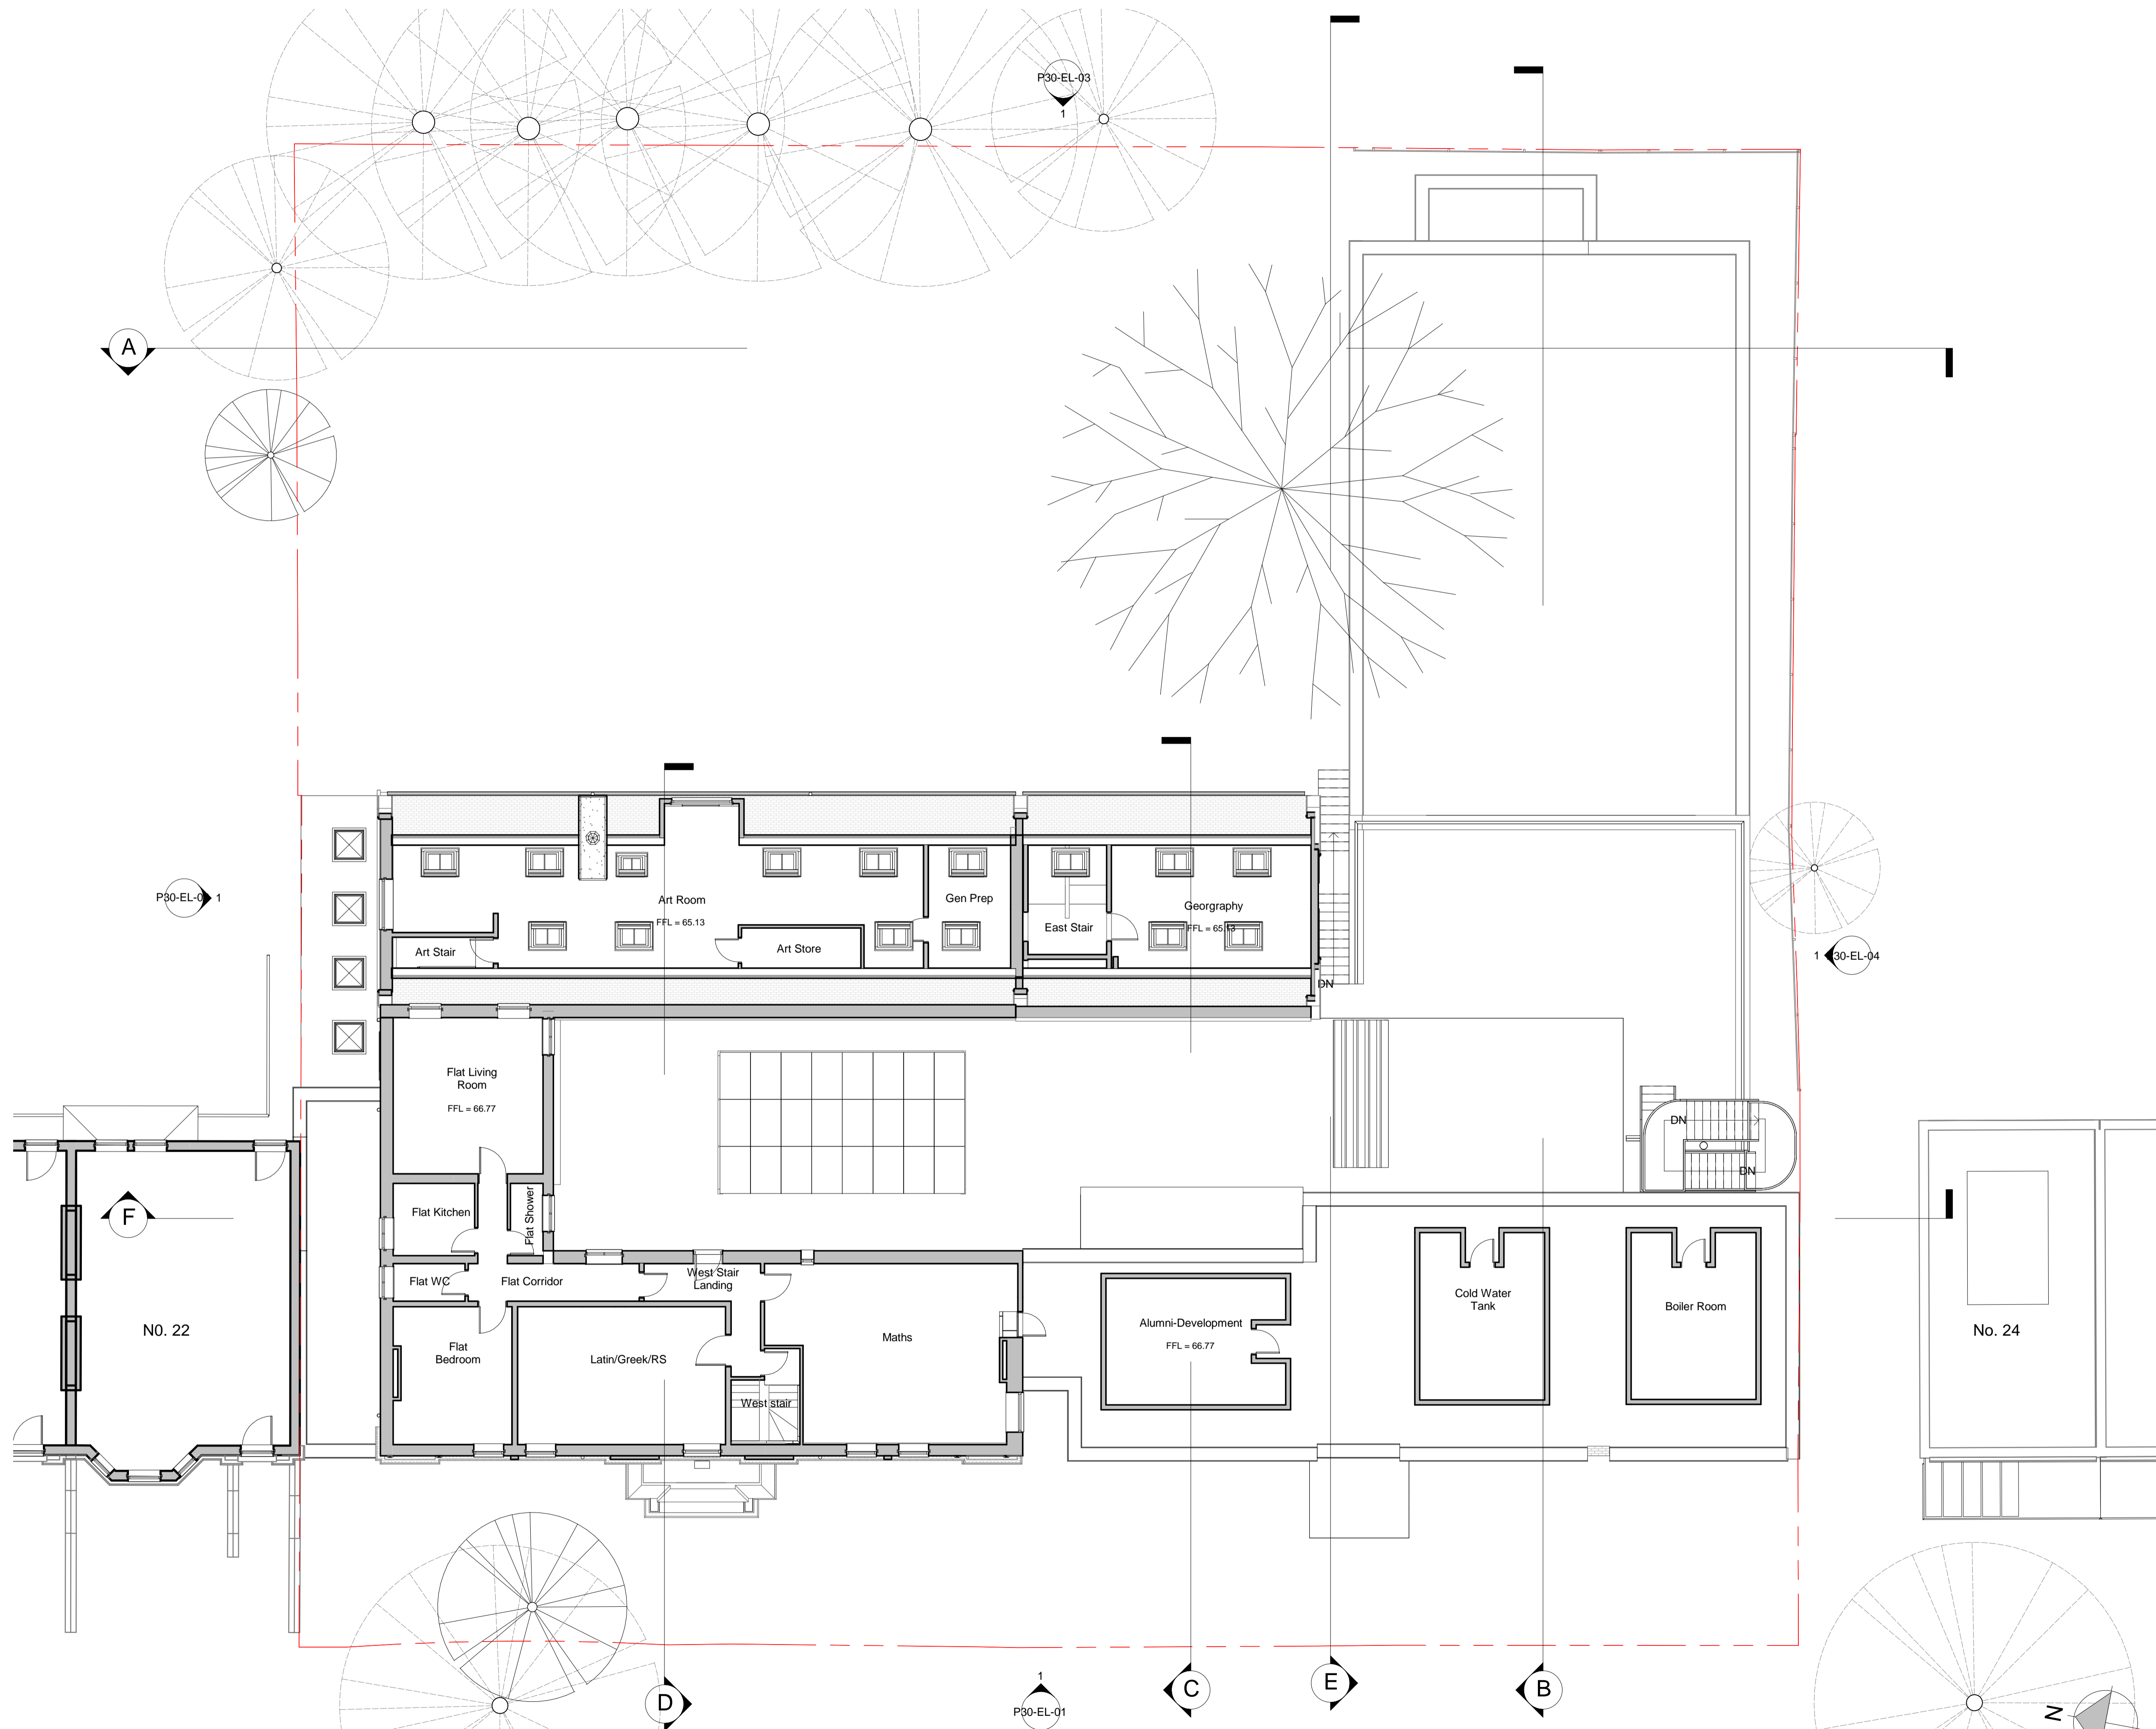 P30-EL-03
1
A
P30-EL-0
1
Art Room
FFL = 65.13
Gen Prep
Georgraphy
FFL = 65.13
East Stair
Art Stair
Art Store
1
30-EL-04
DN
Flat Living
Room
FFL = 66.77
DN
DN
Flat Kitchen
Flat Shower
F
Flat WC
Flat Corridor
West Stair
Landing
Cold Water
Tank
Boiler Room
N0. 22
Maths
Alumni-Development
FFL = 66.77
No. 24
Flat
Bedroom
Latin/Greek/RS
West stair
D
1
P30-EL-01
C
E
B
N